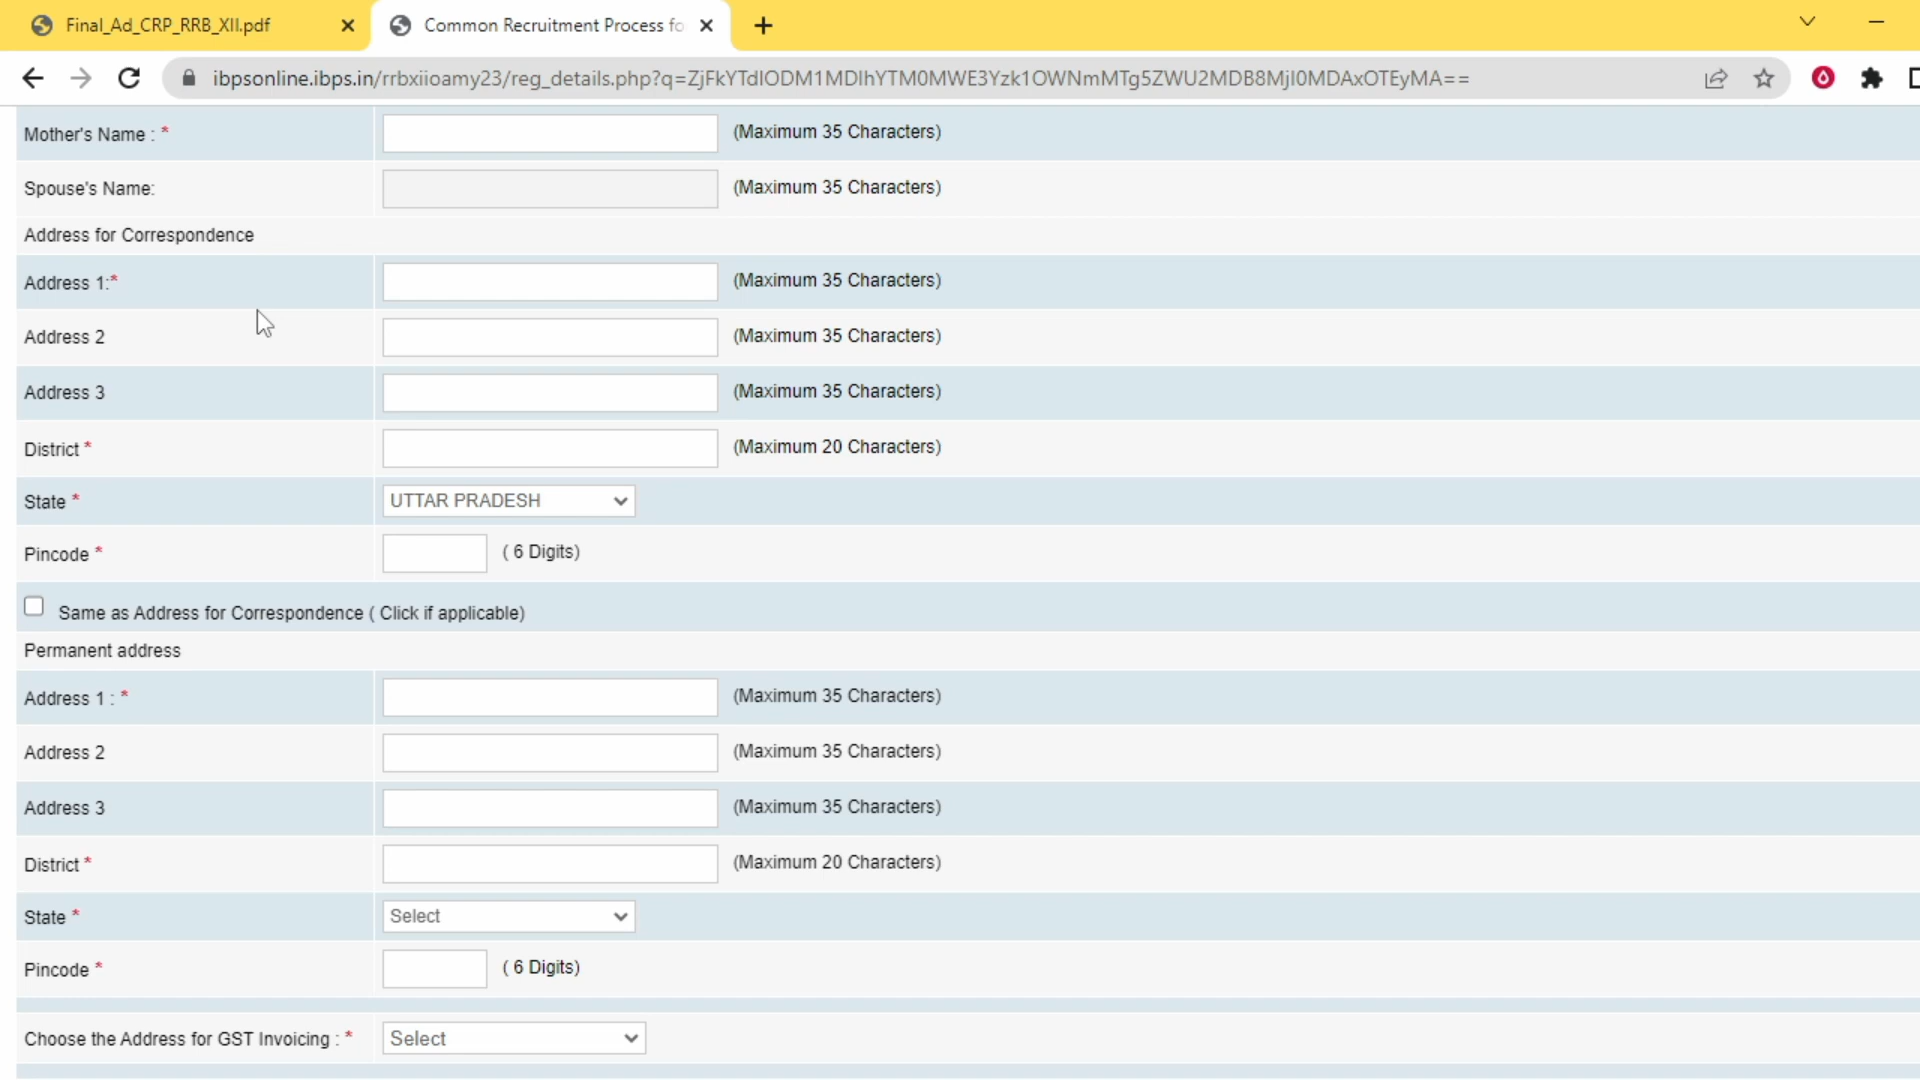 Final_Ad_CRP_RRB_XII.pdf
Common Recruitment Process fo
ibpsonline.ibps.in/rrbxiioamy23/reg_details.php?q=ZjFkYTdlODM1MDlhYTM0MWE3Yzk1OWNmMTg5ZWU2MDB8MjI0MDAxOTEyMA==
Mother's Name : * (Maximum 35 Characters)
Spouse's Name: (Maximum 35 Characters)
Address for Correspondence
Address 1:* (Maximum 35 Characters)
Address 2 (Maximum 35 Characters)
Address 3 (Maximum 35 Characters)
District * (Maximum 20 Characters)
State * UTTAR PRADESH
Pincode * ( 6 Digits)
Same as Address for Correspondence ( Click if applicable)
Permanent address
Address 1 : * (Maximum 35 Characters)
Address 2 (Maximum 35 Characters)
Address 3 (Maximum 35 Characters)
District * (Maximum 20 Characters)
State * Select
Pincode * ( 6 Digits)
Choose the Address for GST Invoicing : * Select